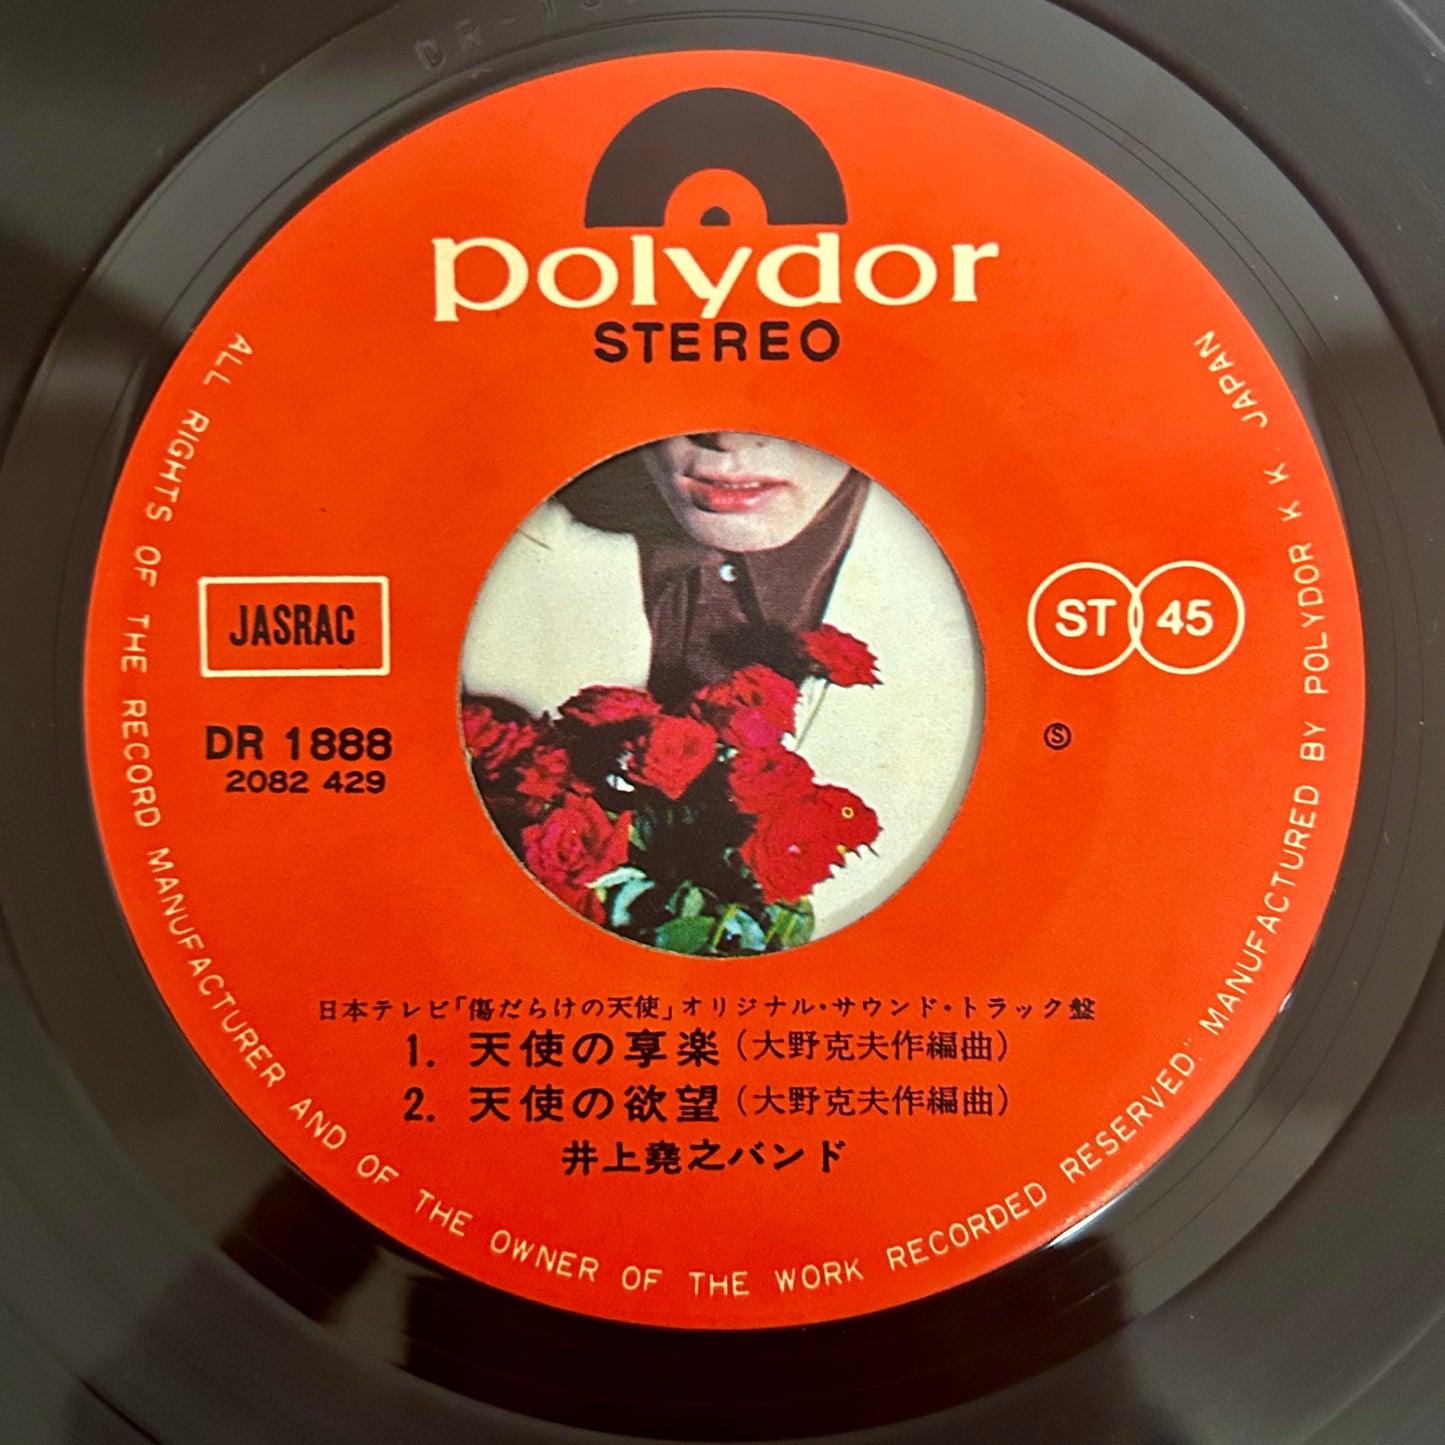 DR-
polydor
STEREO
JASRAC
DR 1888
2082 429
ST 45
Ⓢ
日本テレビ「傷だらけの天使」オリジナル・サウンド・トラック盤
1. 天使の享楽(大野克夫作編曲)
2. 天使の欲望(大野克夫作編曲)
井上堯之バンド
ALL RIGHTS OF THE RECORD MANUFACTURER AND OF THE OWNER OF THE WORK RECORDED RESERVED." MANUFACTURED BY POLYDOR K.K. JAPAN